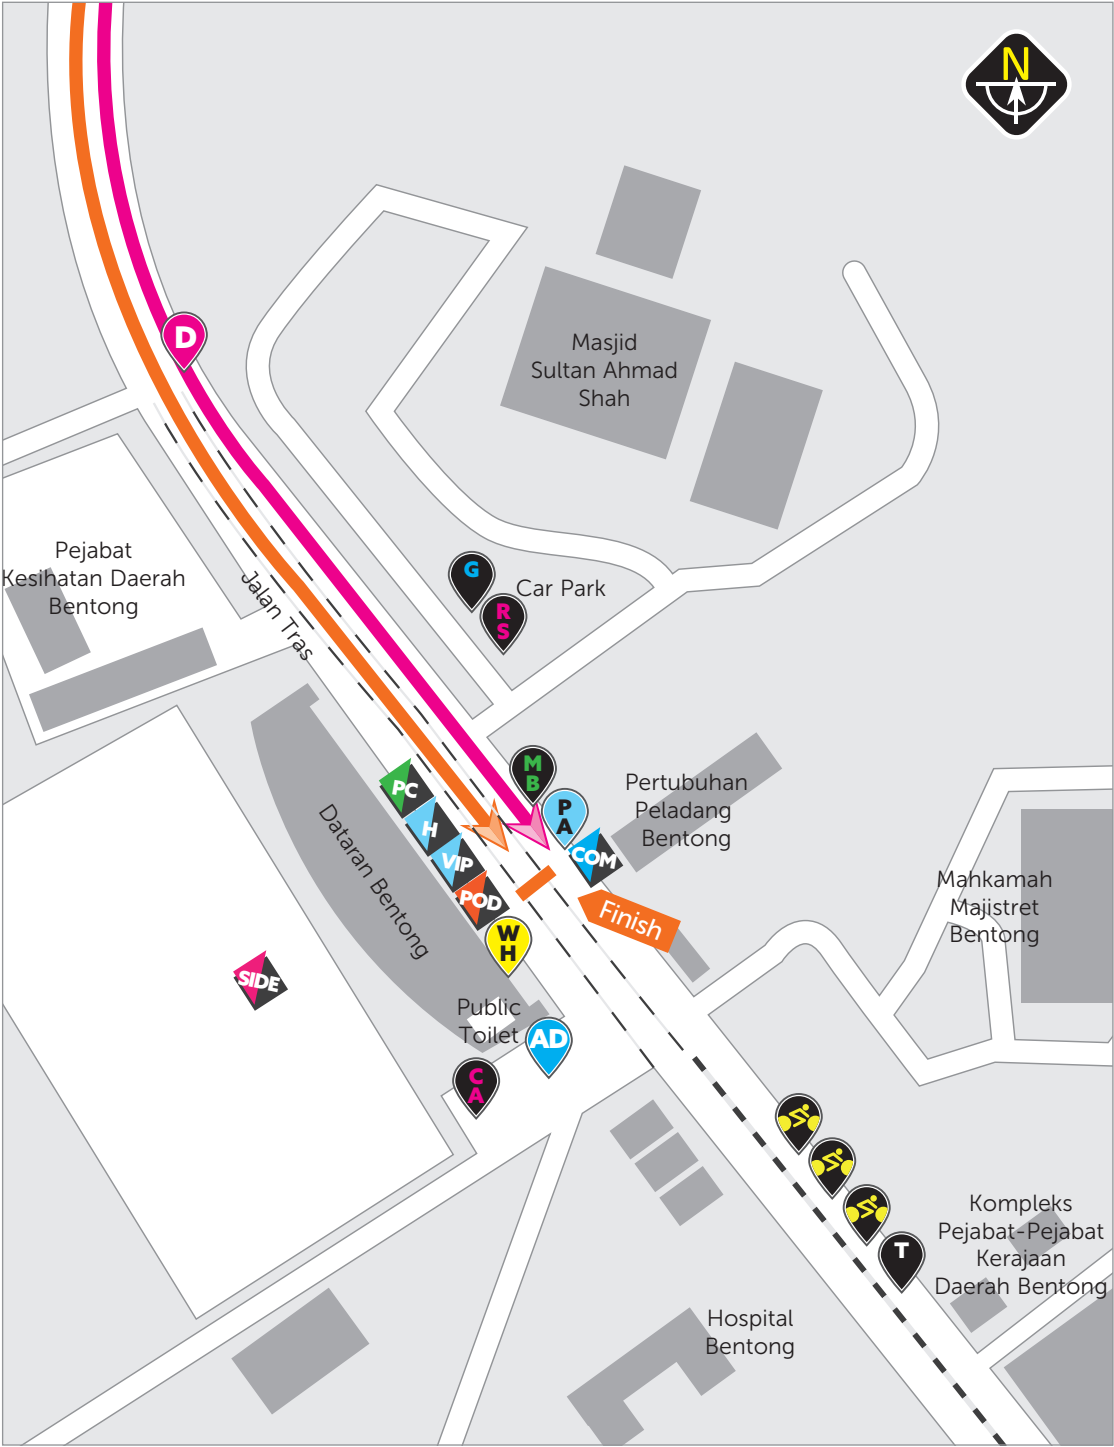 N
D
Masjid
Sultan Ahmad
Shah
Pejabat
Kesihatan Daerah
Bentong
Jalan Tras
G
Car Park
R
S
M
B
P
A
COM
PC
H
VIP
POD
W
H
Pertubuhan
Peladang
Bentong
Dataran Bentong
Finish
Mahkamah
Majistret
Bentong
SIDE
Public
Toilet
AD
C
A
T
Kompleks
Pejabat-Pejabat
Kerajaan
Daerah Bentong
Hospital
Bentong